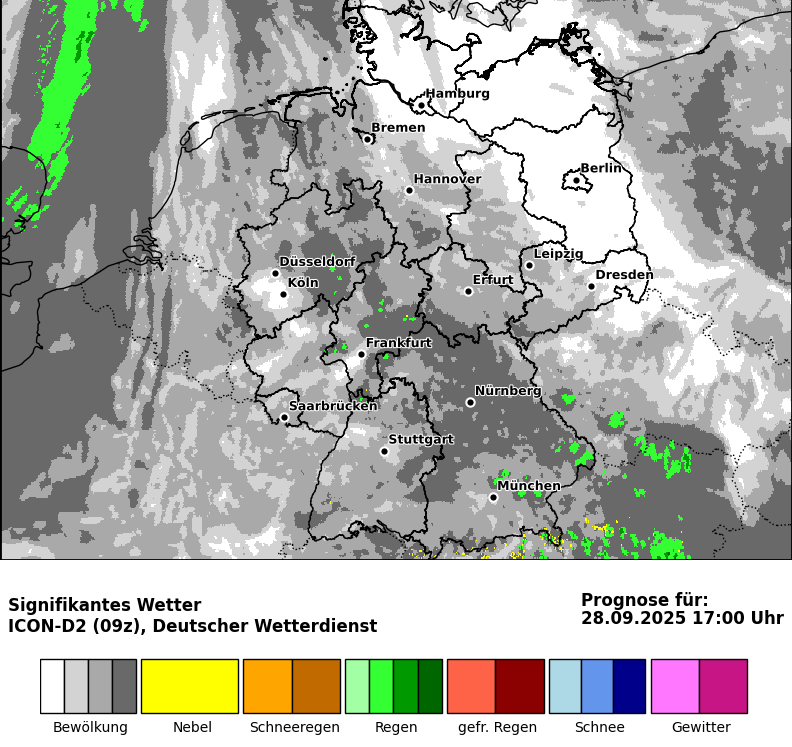 Hamburg
Bremen
Berlin
Hannover
Leipzig
Düsseldorf
Dresden
Köln
Erfurt
Frankfurt
Nürnberg
Saarbrücken
Stuttgart
München
Signifikantes Wetter
ICON-D2 (09z), Deutscher Wetterdienst
Prognose für:
28.09.2025 17:00 Uhr
Bewölkung
Nebel
Schneeregen
Regen
gefr. Regen
Schnee
Gewitter